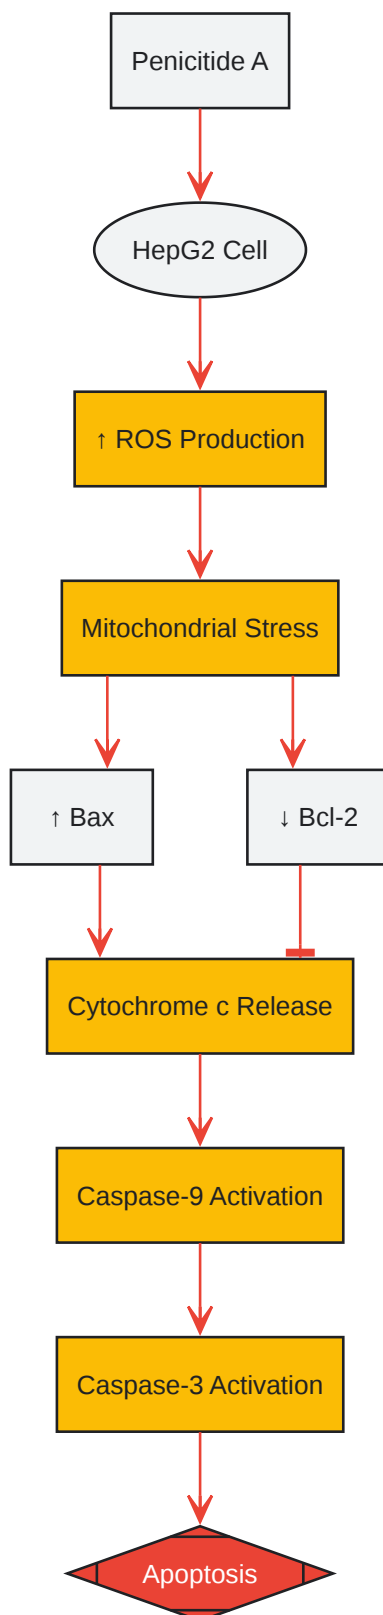 Penicitide A
HepG2 Cell
↑ ROS Production
Mitochondrial Stress
↑ Bax
↓ Bcl-2
Cytochrome c Release
Caspase-9 Activation
Caspase-3 Activation
Apoptosis